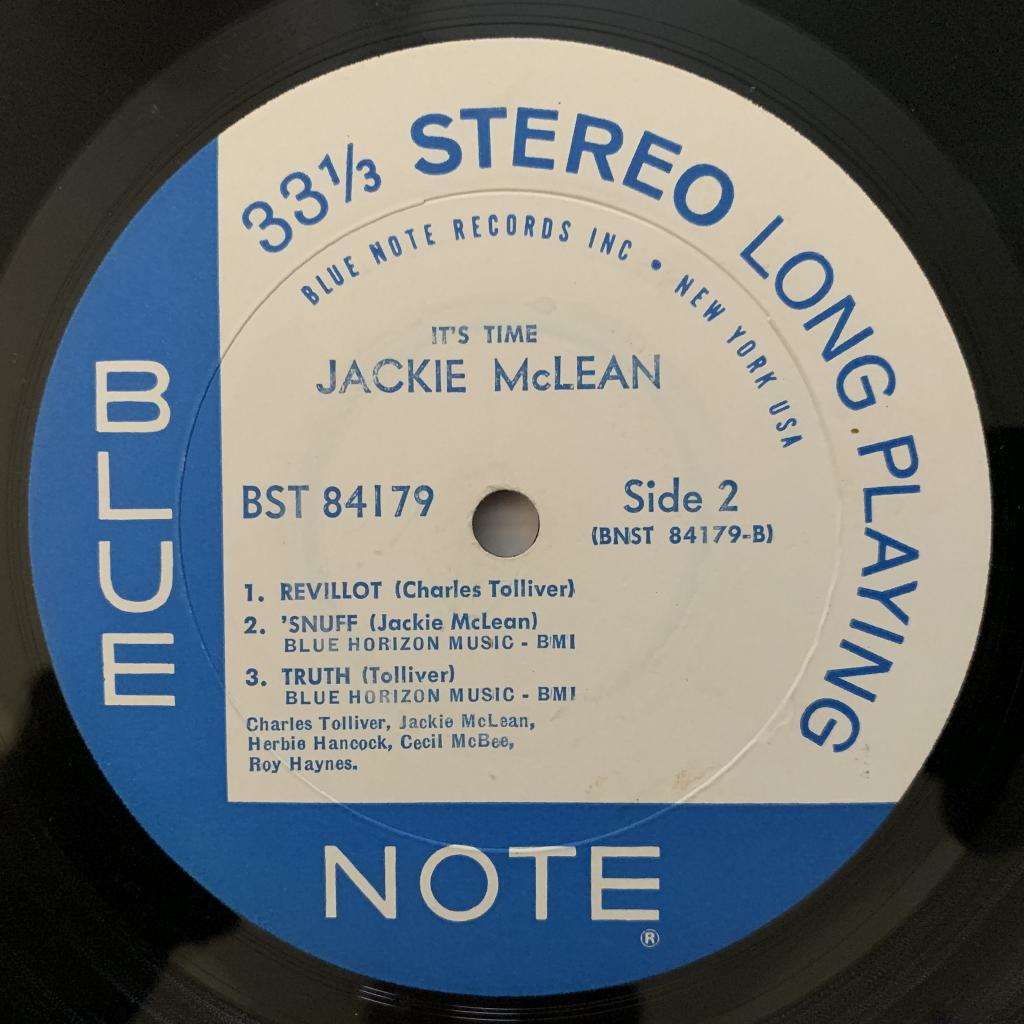 33⅓ STEREO LONG PLAYING
BLUE NOTE RECORDS INC • NEW YORK USA
IT'S TIME
JACKIE McLEAN
BST 84179
Side 2
(BNST 84179-B)
1. REVILLOT (Charles Tolliver)
2. 'SNUFF (Jackie McLean)
BLUE HORIZON MUSIC - BMI
3. TRUTH (Tolliver)
BLUE HORIZON MUSIC - BMI
Charles Tolliver, Jackie McLean,
Herbie Hancock, Cecil McBee,
Roy Haynes.
BLUE
NOTE
®